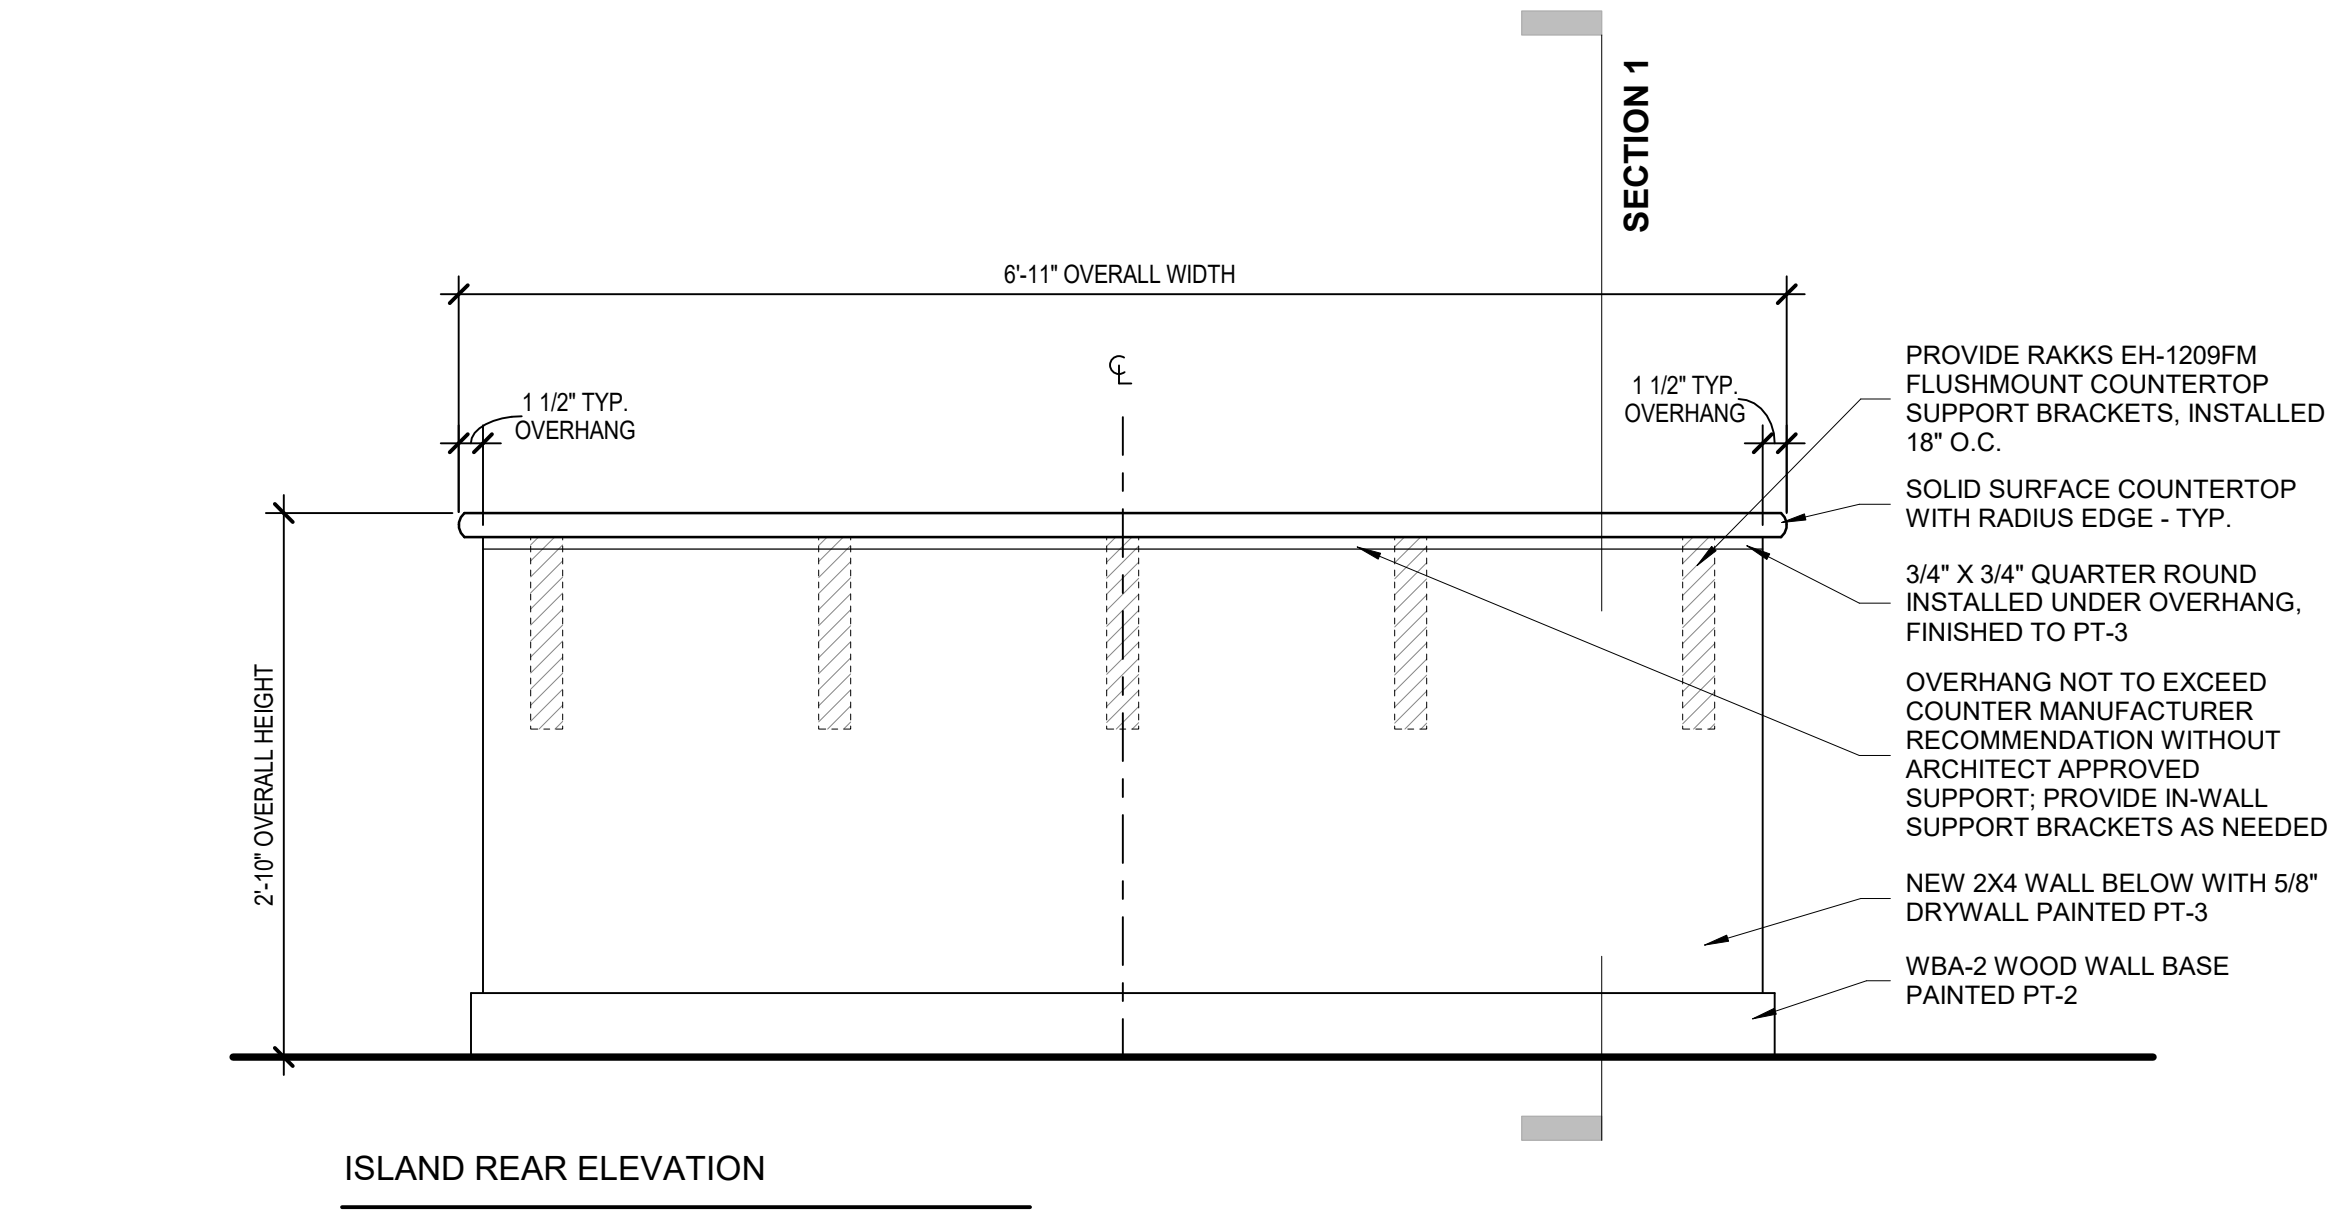 SECTION 1
6'-11" OVERALL WIDTH
℄
1 1/2" TYP.
OVERHANG
1 1/2" TYP.
OVERHANG
2'-10" OVERALL HEIGHT
PROVIDE RAKKS EH-1209FM
FLUSHMOUNT COUNTERTOP
SUPPORT BRACKETS, INSTALLED
18" O.C.
SOLID SURFACE COUNTERTOP
WITH RADIUS EDGE - TYP.
3/4" X 3/4" QUARTER ROUND
INSTALLED UNDER OVERHANG,
FINISHED TO PT-3
OVERHANG NOT TO EXCEED
COUNTER MANUFACTURER
RECOMMENDATION WITHOUT
ARCHITECT APPROVED
SUPPORT; PROVIDE IN-WALL
SUPPORT BRACKETS AS NEEDED
NEW 2X4 WALL BELOW WITH 5/8"
DRYWALL PAINTED PT-3
WBA-2 WOOD WALL BASE
PAINTED PT-2
ISLAND REAR ELEVATION